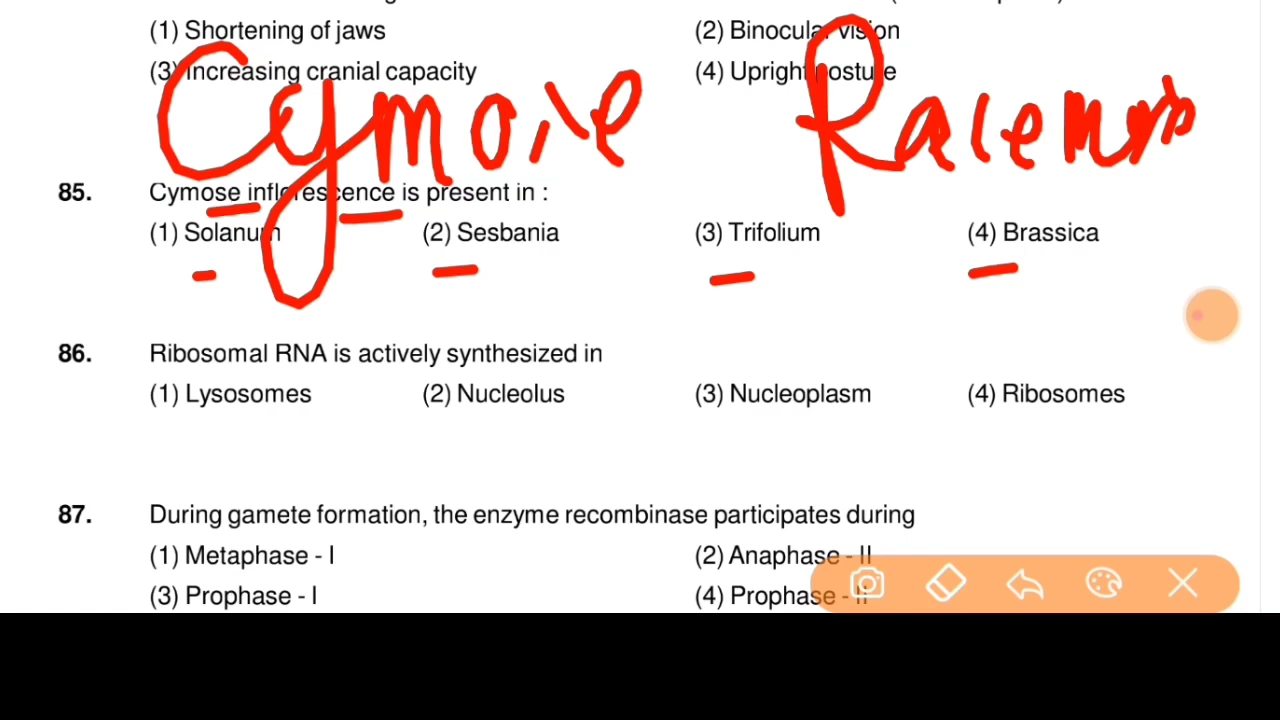 (1) Shortening of jaws (2) Binocular vision
(3) Increasing cranial capacity (4) Upright posture
Cymose Racemos
85. Cymose inflorescence is present in :
(1) Solanum (2) Sesbania (3) Trifolium (4) Brassica
86. Ribosomal RNA is actively synthesized in
(1) Lysosomes (2) Nucleolus (3) Nucleoplasm (4) Ribosomes
87. During gamete formation, the enzyme recombinase participates during
(1) Metaphase - I (2) Anaphase - II
(3) Prophase - I (4) Prophase - II